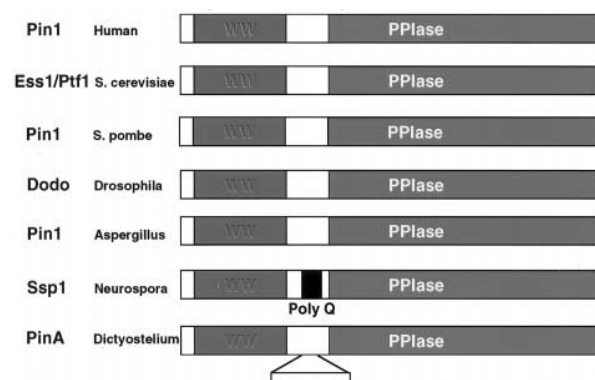 Pin1 Human WW PPIase
Ess1/Ptf1 S. cerevisiae WW PPIase
Pin1 S. pombe WW PPIase
Dodo Drosophila WW PPIase
Pin1 Aspergillus WW PPIase
Ssp1 Neurospora WW PPIase
Poly Q
PinA Dictyostelium WW PPIase